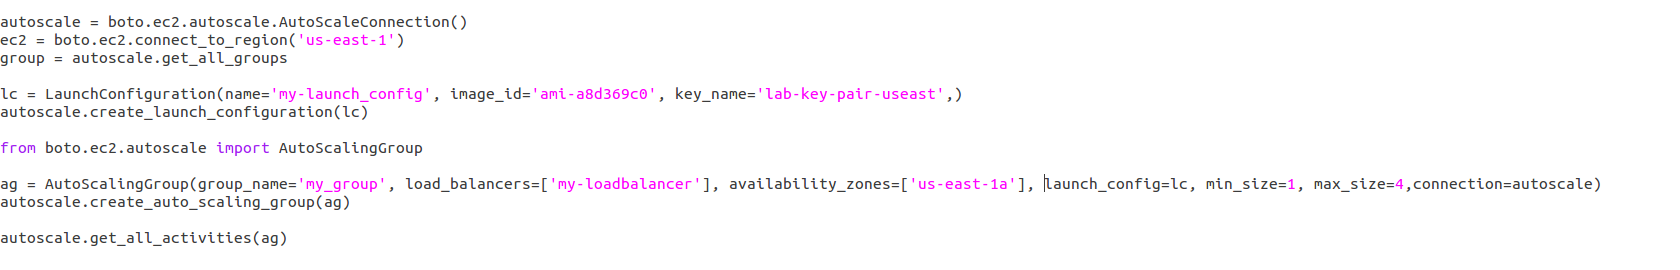 autoscale = boto.ec2.autoscale.AutoScaleConnection()
ec2 = boto.ec2.connect_to_region('us-east-1')
group = autoscale.get_all_groups
lc = LaunchConfiguration(name='my-launch_config', image_id='ami-a8d369c0', key_name='lab-key-pair-useast',)
autoscale.create_launch_configuration(lc)
from boto.ec2.autoscale import AutoScalingGroup
ag = AutoScalingGroup(group_name='my_group', load_balancers=['my-loadbalancer'], availability_zones=['us-east-1a'], launch_config=lc, min_size=1, max_size=4,connection=autoscale)
autoscale.create_auto_scaling_group(ag)
autoscale.get_all_activities(ag)